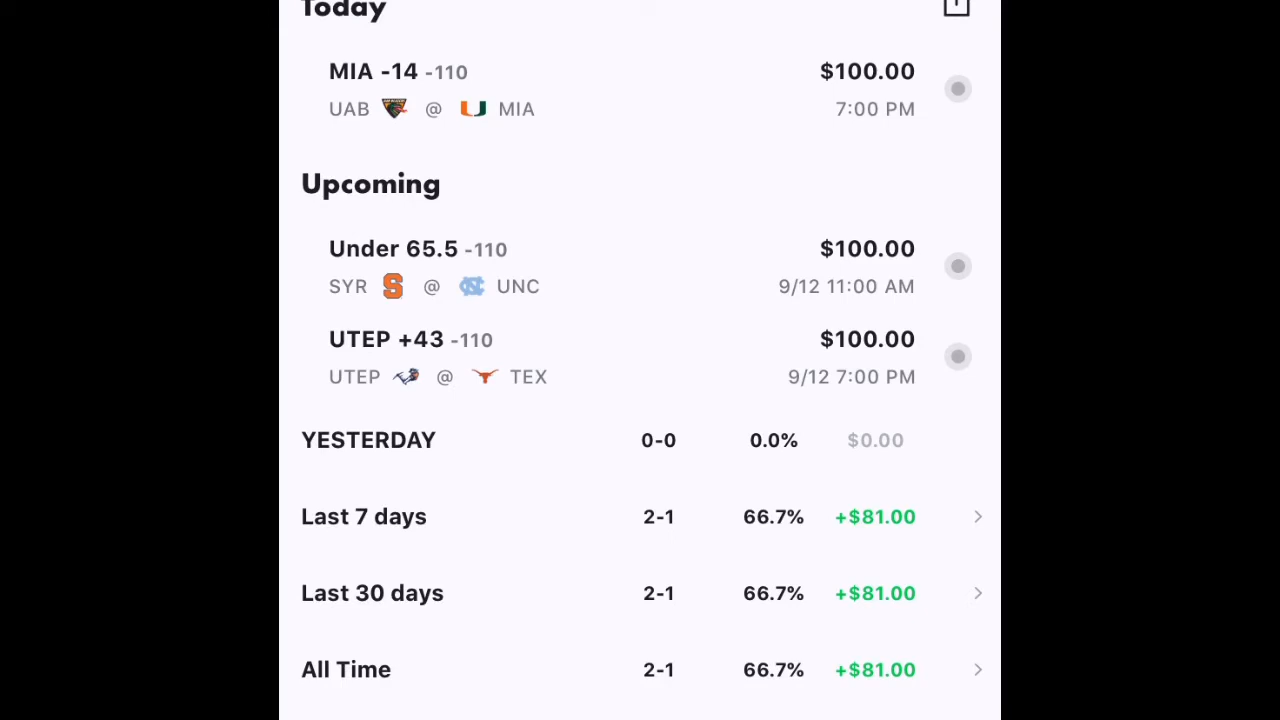 Today
MIA -14 -110 $100.00
UAB @ MIA 7:00 PM
Upcoming
Under 65.5 -110 $100.00
SYR @ UNC 9/12 11:00 AM
UTEP +43 -110 $100.00
UTEP @ TEX 9/12 7:00 PM
YESTERDAY 0-0 0.0% $0.00
Last 7 days 2-1 66.7% +$81.00
Last 30 days 2-1 66.7% +$81.00
All Time 2-1 66.7% +$81.00